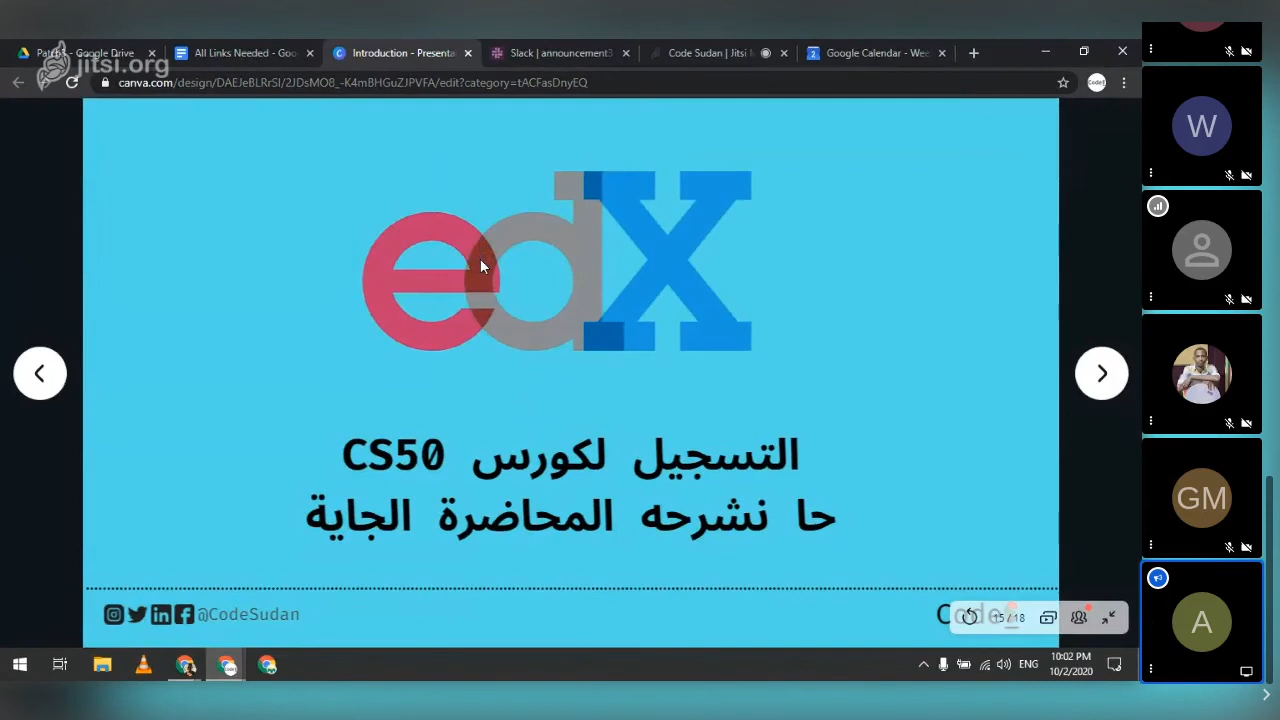 Patch1 - Google Drive
All Links Needed - Goo
Introduction - Presenta
Slack | announcement3
Code Sudan | Jitsi M
Google Calendar - Wee
jitsi.org
canva.com/design/DAEJeBLRrSI/2JDsMO8_-K4mBHGuZJPVFA/edit?category=tACFasDnyEQ
edX
التسجيل لكورس CS50
حا نشرحه المحاضرة الجاية
@CodeSudan
15 / 18
W
GM
A
ENG
10:02 PM
10/2/2020